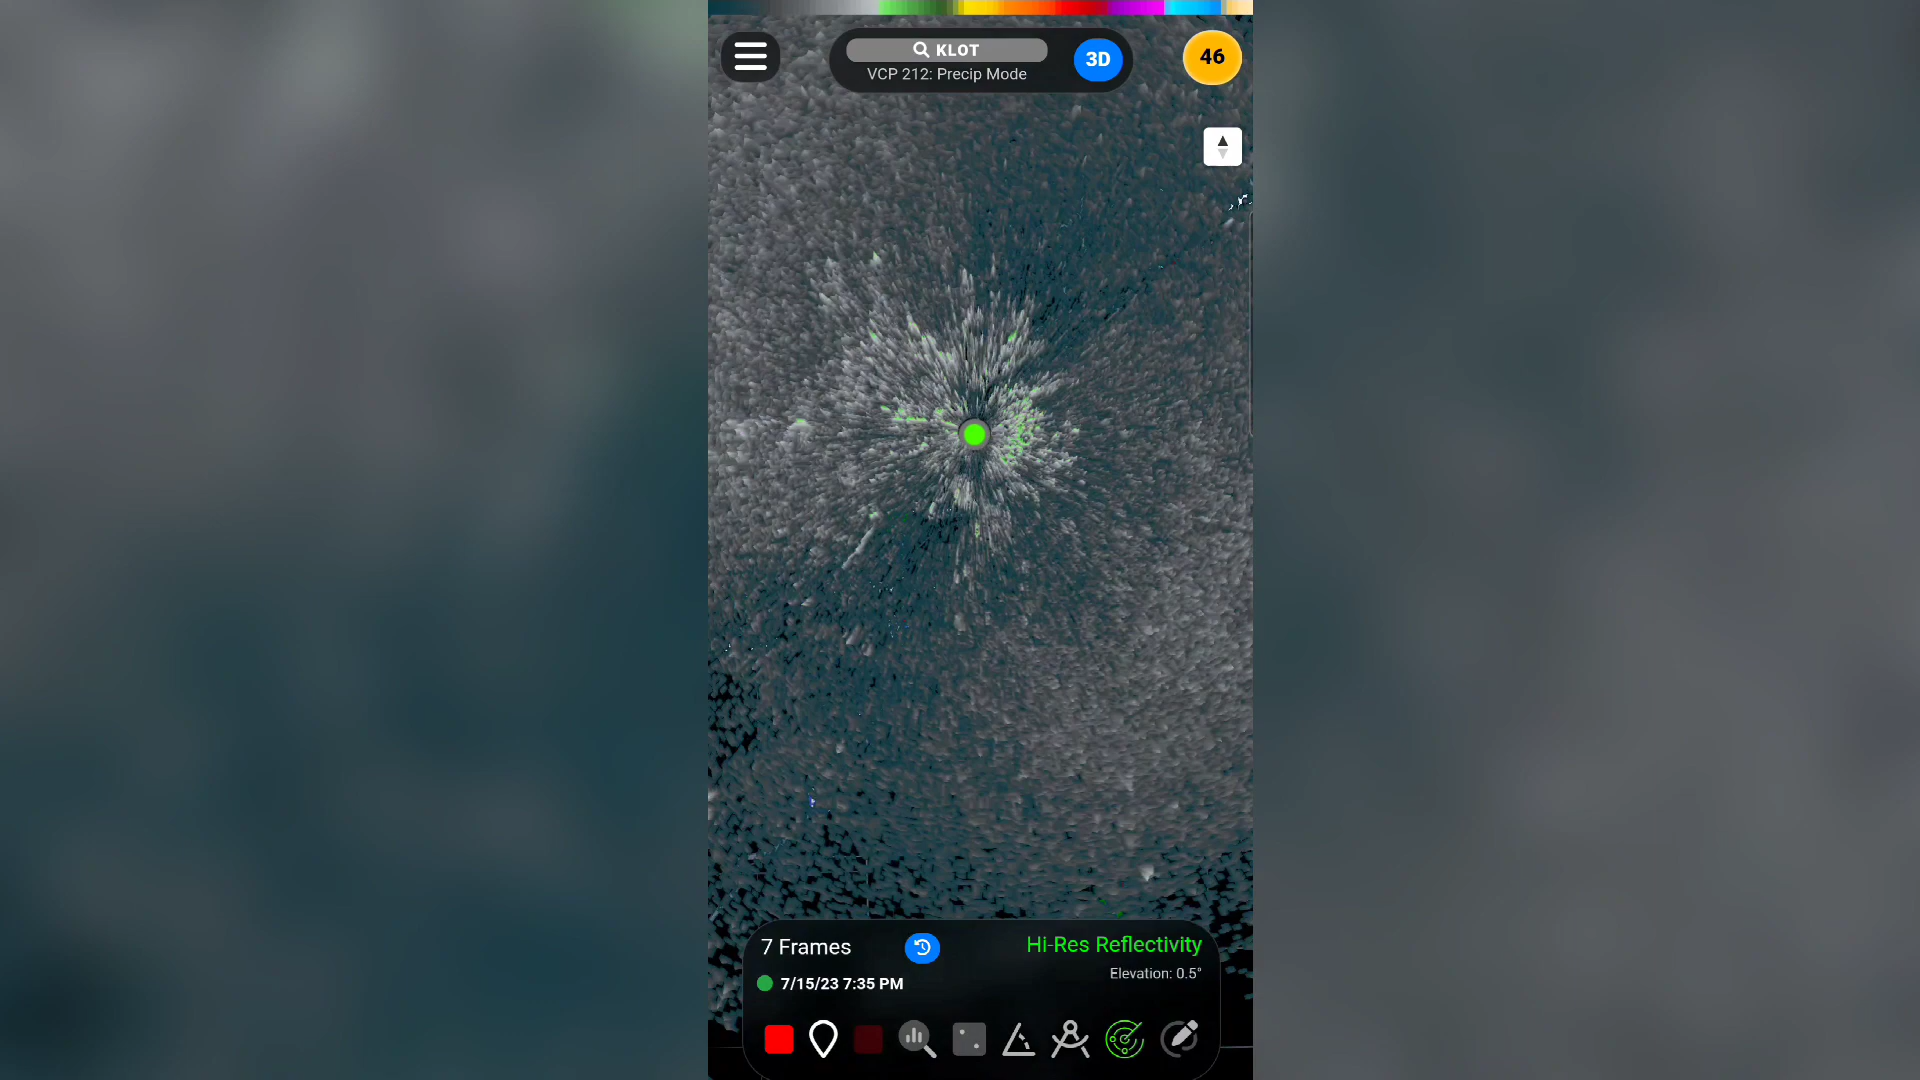 KLOT
VCP 212: Precip Mode
3D
46
7 Frames
Hi-Res Reflectivity
Elevation: 0.5°
7/15/23 7:35 PM